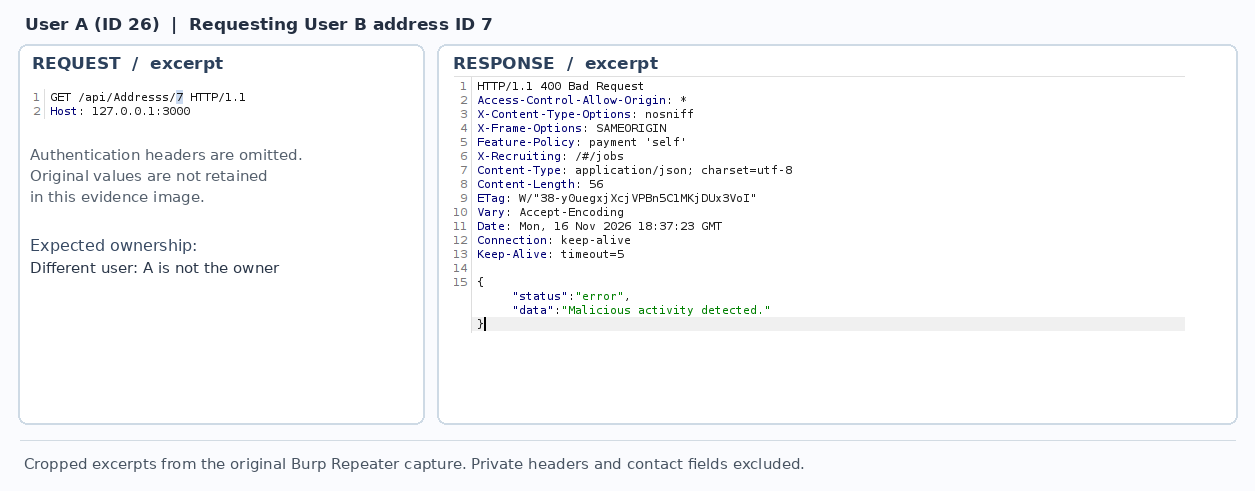 User A (ID 26) | Requesting User B address ID 7
REQUEST / excerpt
1 GET /api/Addresss/7 HTTP/1.1
2 Host: 127.0.0.1:3000
Authentication headers are omitted.
Original values are not retained
in this evidence image.
Expected ownership:
Different user: A is not the owner
RESPONSE / excerpt
1 HTTP/1.1 400 Bad Request
2 Access-Control-Allow-Origin: *
3 X-Content-Type-Options: nosniff
4 X-Frame-Options: SAMEORIGIN
5 Feature-Policy: payment 'self'
6 X-Recruiting: /#/jobs
7 Content-Type: application/json; charset=utf-8
8 Content-Length: 56
9 ETag: W/"38-y0uegxjXcjVPBn5C1MKjDUx3VoI"
10 Vary: Accept-Encoding
11 Date: Mon, 16 Nov 2026 18:37:23 GMT
12 Connection: keep-alive
13 Keep-Alive: timeout=5
14
15 {
"status":"error",
"data":"Malicious activity detected."
}
Cropped excerpts from the original Burp Repeater capture. Private headers and contact fields excluded.